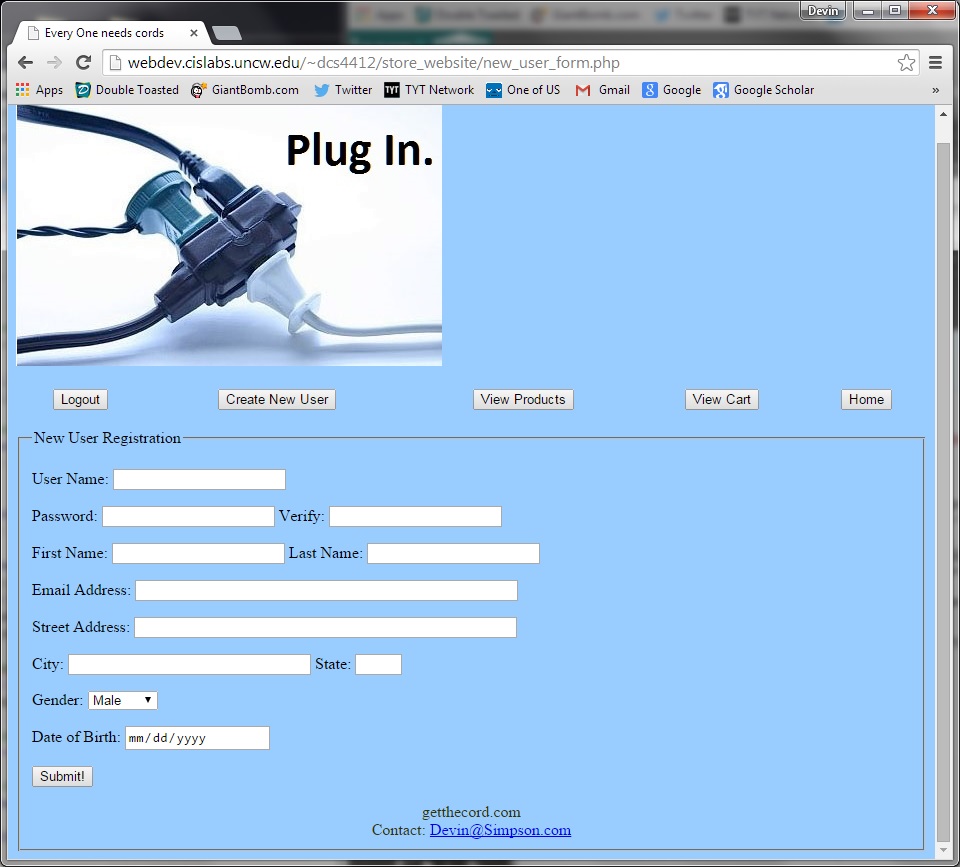 Devin
Every One needs cords
webdev.cislabs.uncw.edu/~dcs4412/store_website/new_user_form.php
Apps Double Toasted GiantBomb.com Twitter TYT TYT Network One of US Gmail 8 Google Google Scholar »
Plug In.
Logout Create New User View Products View Cart Home
New User Registration
User Name:
Password: Verify:
First Name: Last Name:
Email Address:
Street Address:
City: State:
Gender: Male
Date of Birth: mm/dd/yyyy
Submit!
getthecord.com
Contact: Devin@Simpson.com